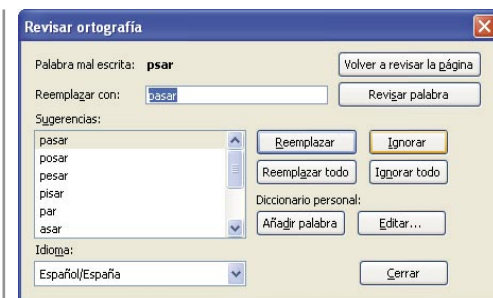 Revisar ortografía
Palabra mal escrita: psar
Volver a revisar la página
Reemplazar con: pasar
Revisar palabra
Sugerencias:
pasar
posar
pesar
pisar
par
asar
Reemplazar
Ignorar
Reemplazar todo
Ignorar todo
Diccionario personal:
Añadir palabra
Editar...
Idioma:
Español/España
Cerrar